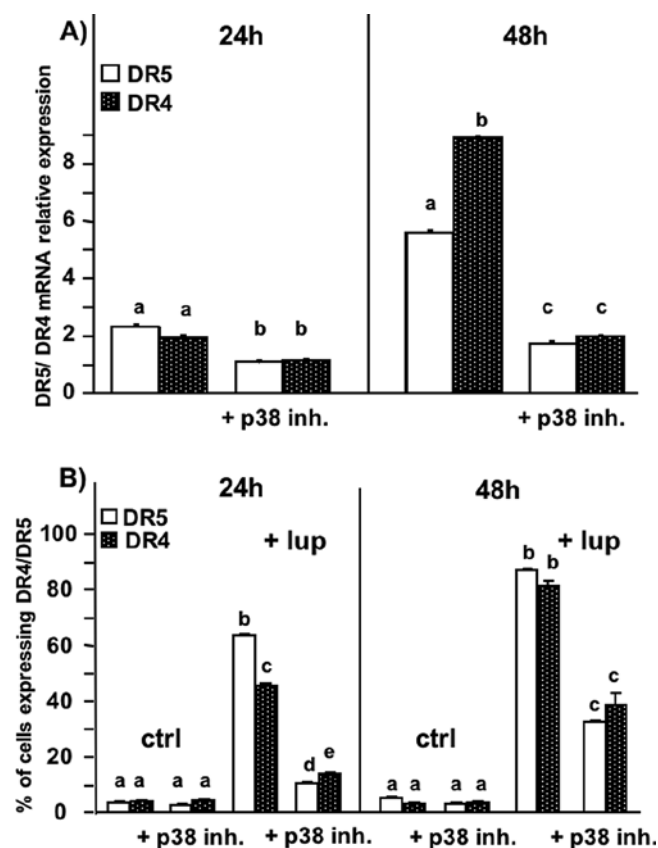 A)
24h
48h
DR5
DR4
DR5/ DR4 mRNA relative expression
8
6
4
2
0
a
a
b
b
a
b
c
c
+ p38 inh.
+ p38 inh.
B)
24h
48h
DR5
DR4
+ lup
+ lup
% of cells expressing DR4/DR5
100
80
60
40
20
0
ctrl
ctrl
a a
a a
b
c
d
e
a a
a a
b b
c
c
+ p38 inh.
+ p38 inh.
+ p38 inh.
+ p38 inh.